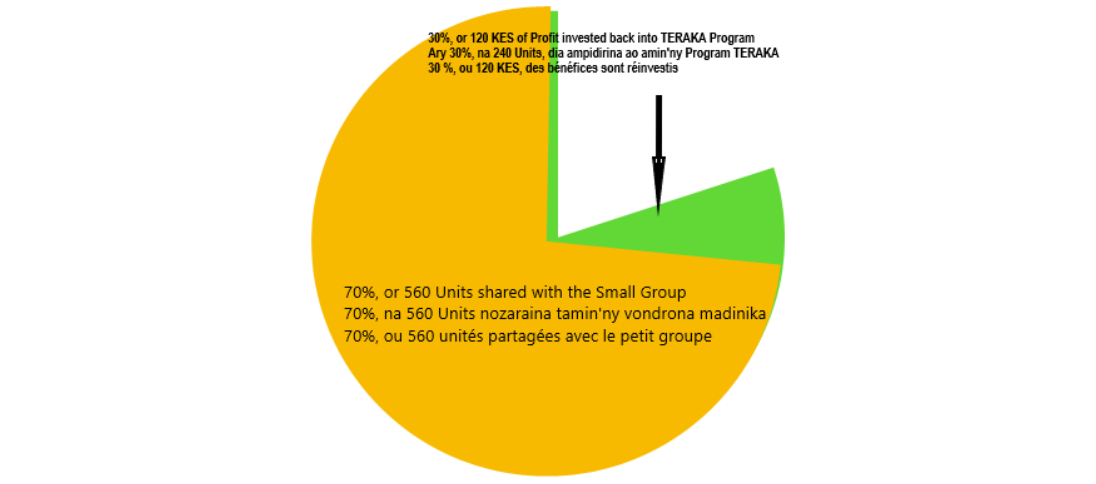 30%, or 120 KES of Profit invested back into TERAKA Program
Ary 30%, na 240 Units, dia ampidirina ao amin'ny Program TERAKA
30 %, ou 120 KES, des bénéfices sont réinvestis
70%, or 560 Units shared with the Small Group
70%, na 560 Units nozaraina tamin'ny vondrona madinika
70%, ou 560 unités partagées avec le petit groupe